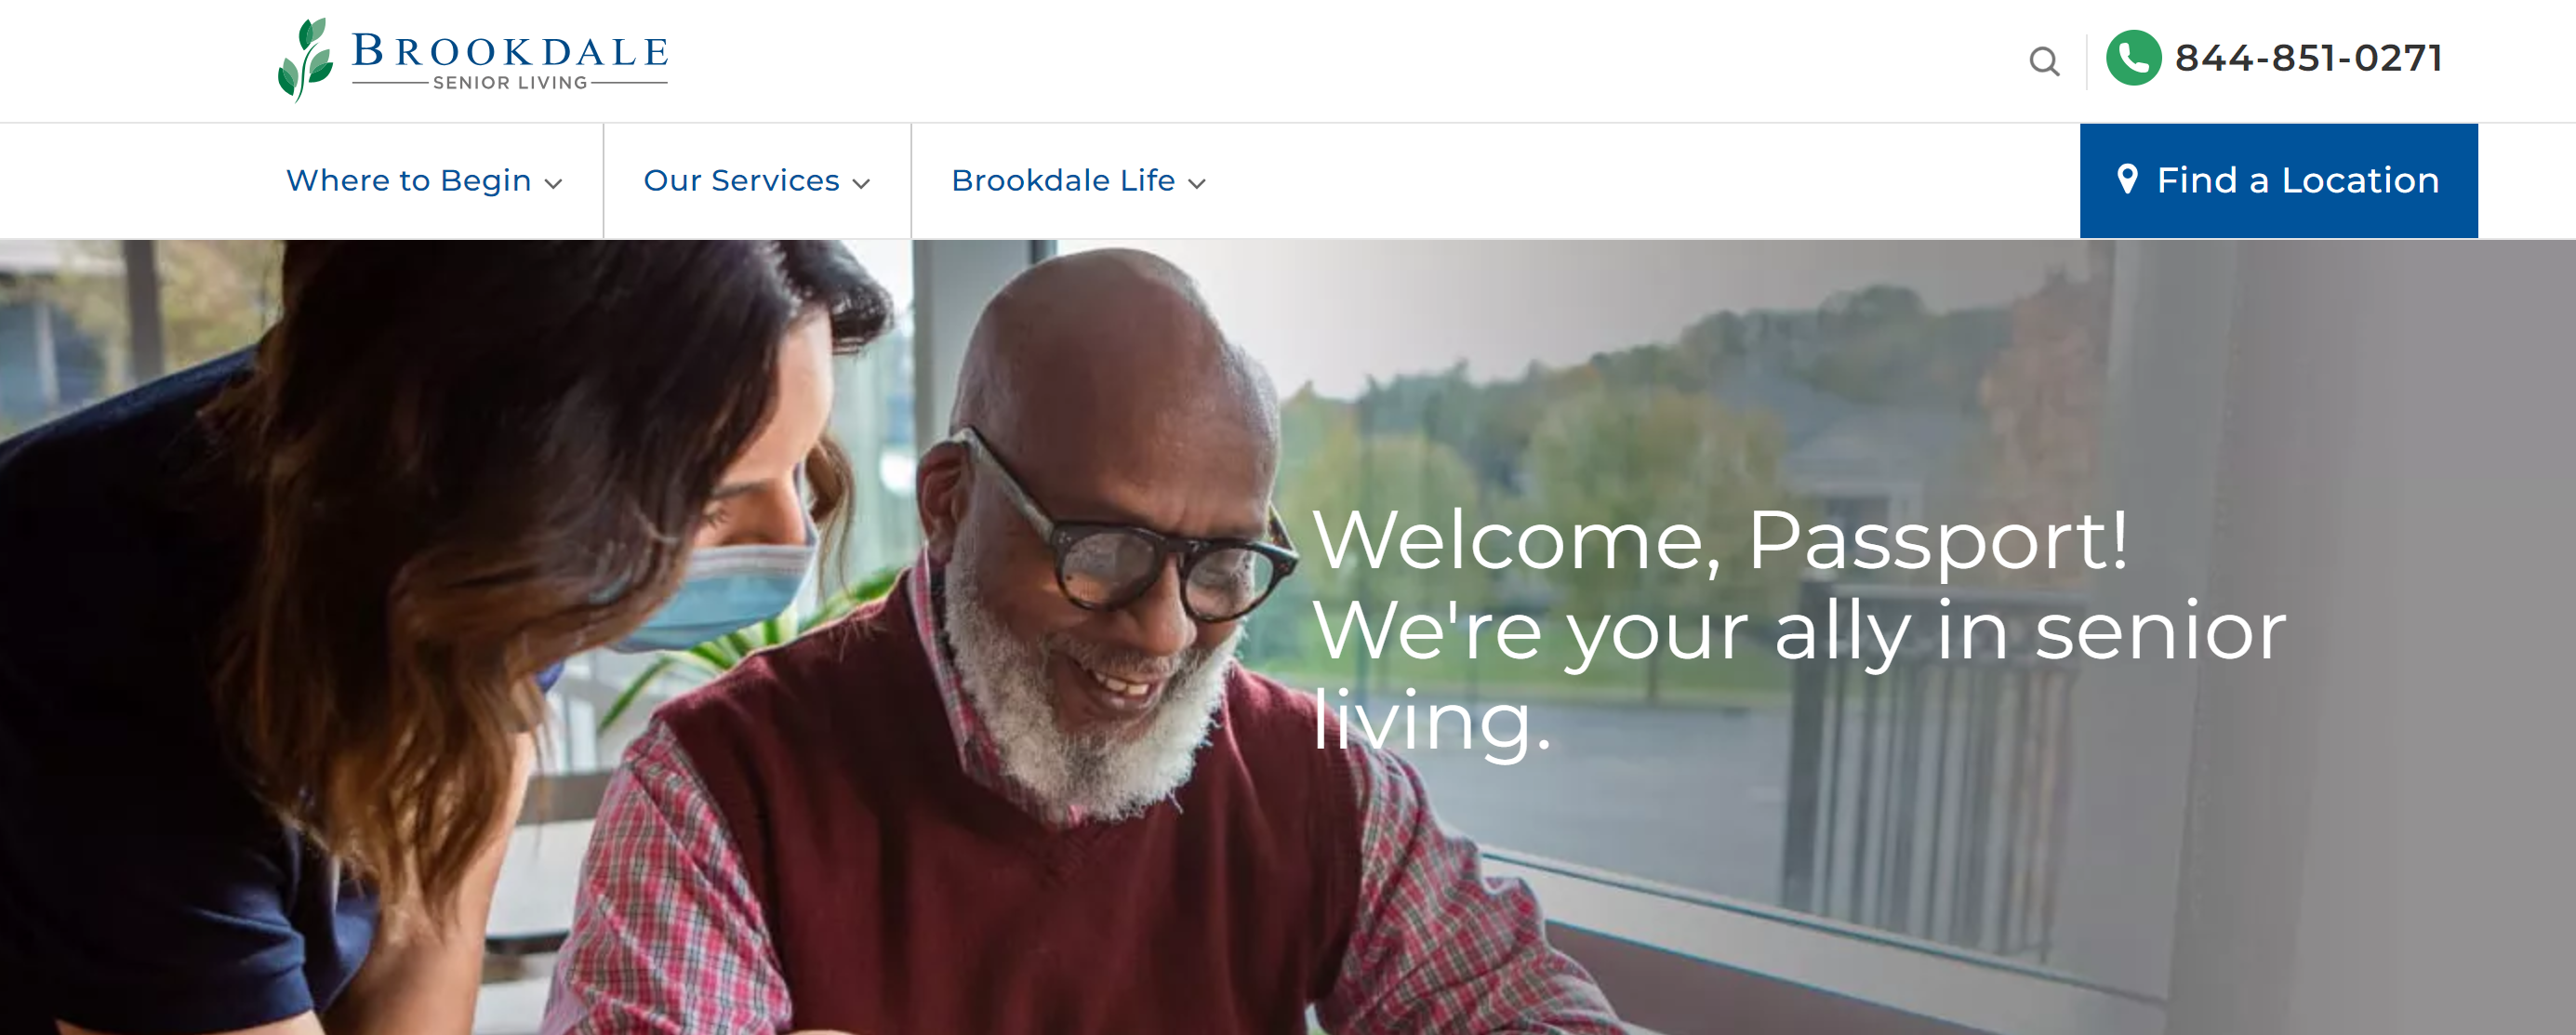 BROOKDALE
SENIOR LIVING
844-851-0271
Where to Begin
Our Services
Brookdale Life
Find a Location
Welcome, Passport!
We're your ally in senior
living.